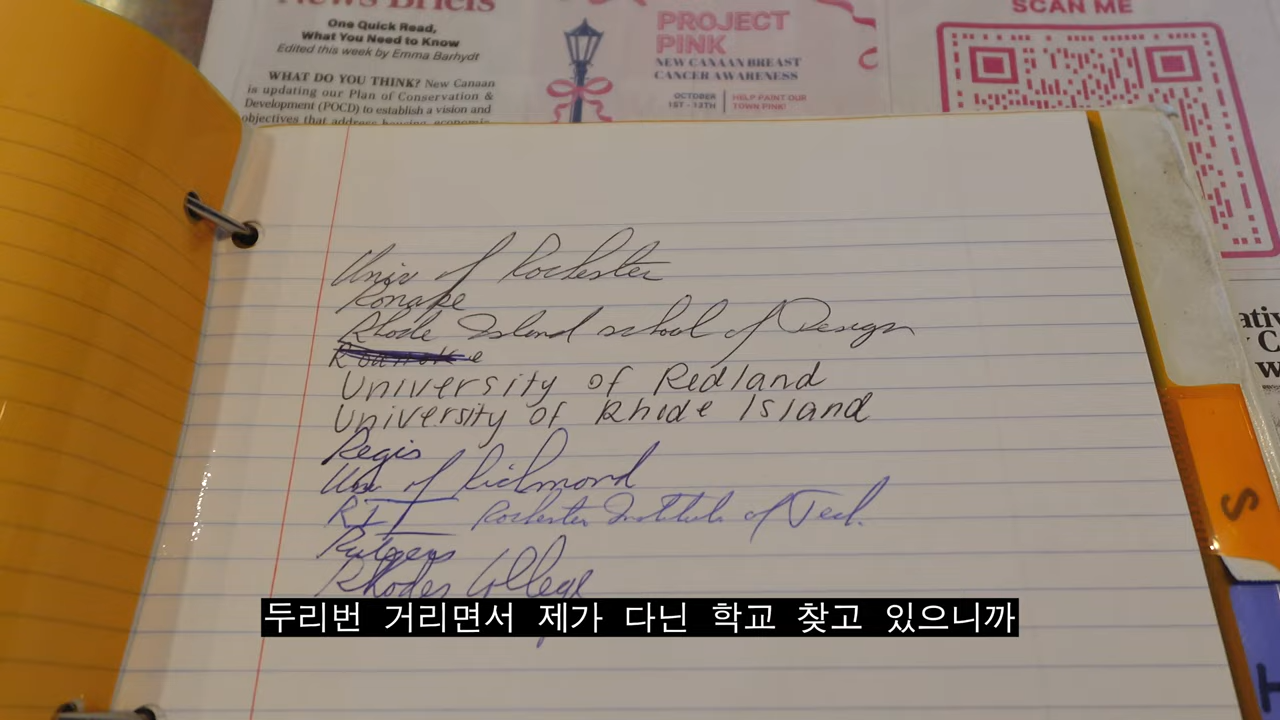 News Briefs
One Quick Read,
What You Need to Know
Edited this week by Emma Barhydt
WHAT DO YOU THINK? New Canaan
is updating our Plan of Conservation &
Development (POCD) to establish a vision and
objectives that address housing, economic
PROJECT
PINK
NEW CANAAN BREAST
CANCER AWARENESS
OCTOBER
1ST - 13TH
HELP PAINT OUR
TOWN PINK!
SCAN ME
Univ of Rochester
Ronake
Rhode Island school of Design
University of Redland
University of Rhide Island
Regis
Uni of Richmond
RIT Rochester Institute of Tech.
Rutgers
Rhodes College
S
두리번 거리면서 제가 다닌 학교 찾고 있으니까